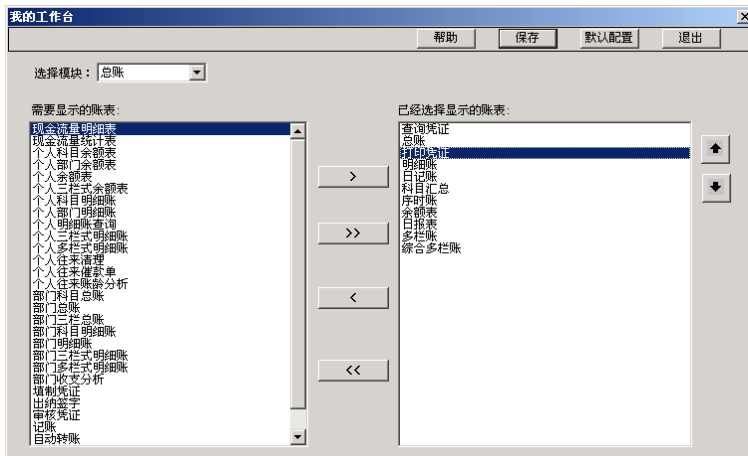 我的工作台
帮助 保存 默认配置 退出
选择模块： 总账
需要显示的账表:
现金流量明细表
现金流量统计表
个人科目余额表
个人部门余额表
个人余额表
个人三栏式余额表
个人科目明细账
个人部门明细账
个人明细账查询
个人三栏式明细账
个人多栏式明细账
个人往来清理
个人往来催款单
个人往来账龄分析
部门科目总账
部门总账
部门三栏总账
部门科目明细账
部门明细账
部门三栏式明细账
部门多栏式明细账
部门收支分析
填制凭证
出纳签字
审核凭证
记账
自动转账
>
>>
<
<<
已经选择显示的账表:
查询凭证
总账
打印凭证
明细账
日记账
科目汇总
序时账
余额表
日报表
多栏账
综合多栏账